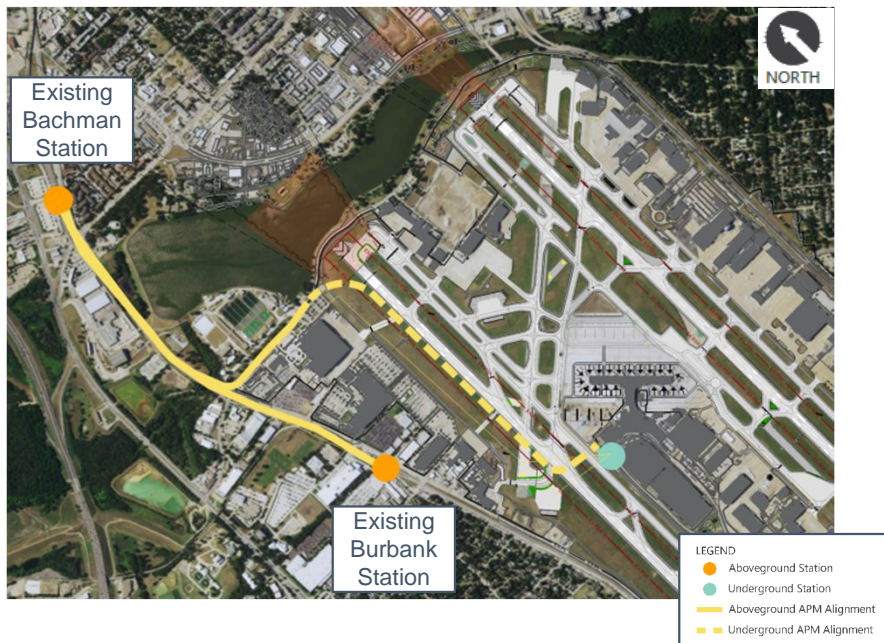 NORTH
Existing
Bachman
Station
Existing
Burbank
Station
LEGEND
Aboveground Station
Underground Station
Aboveground APM Alignment
Underground APM Alignment